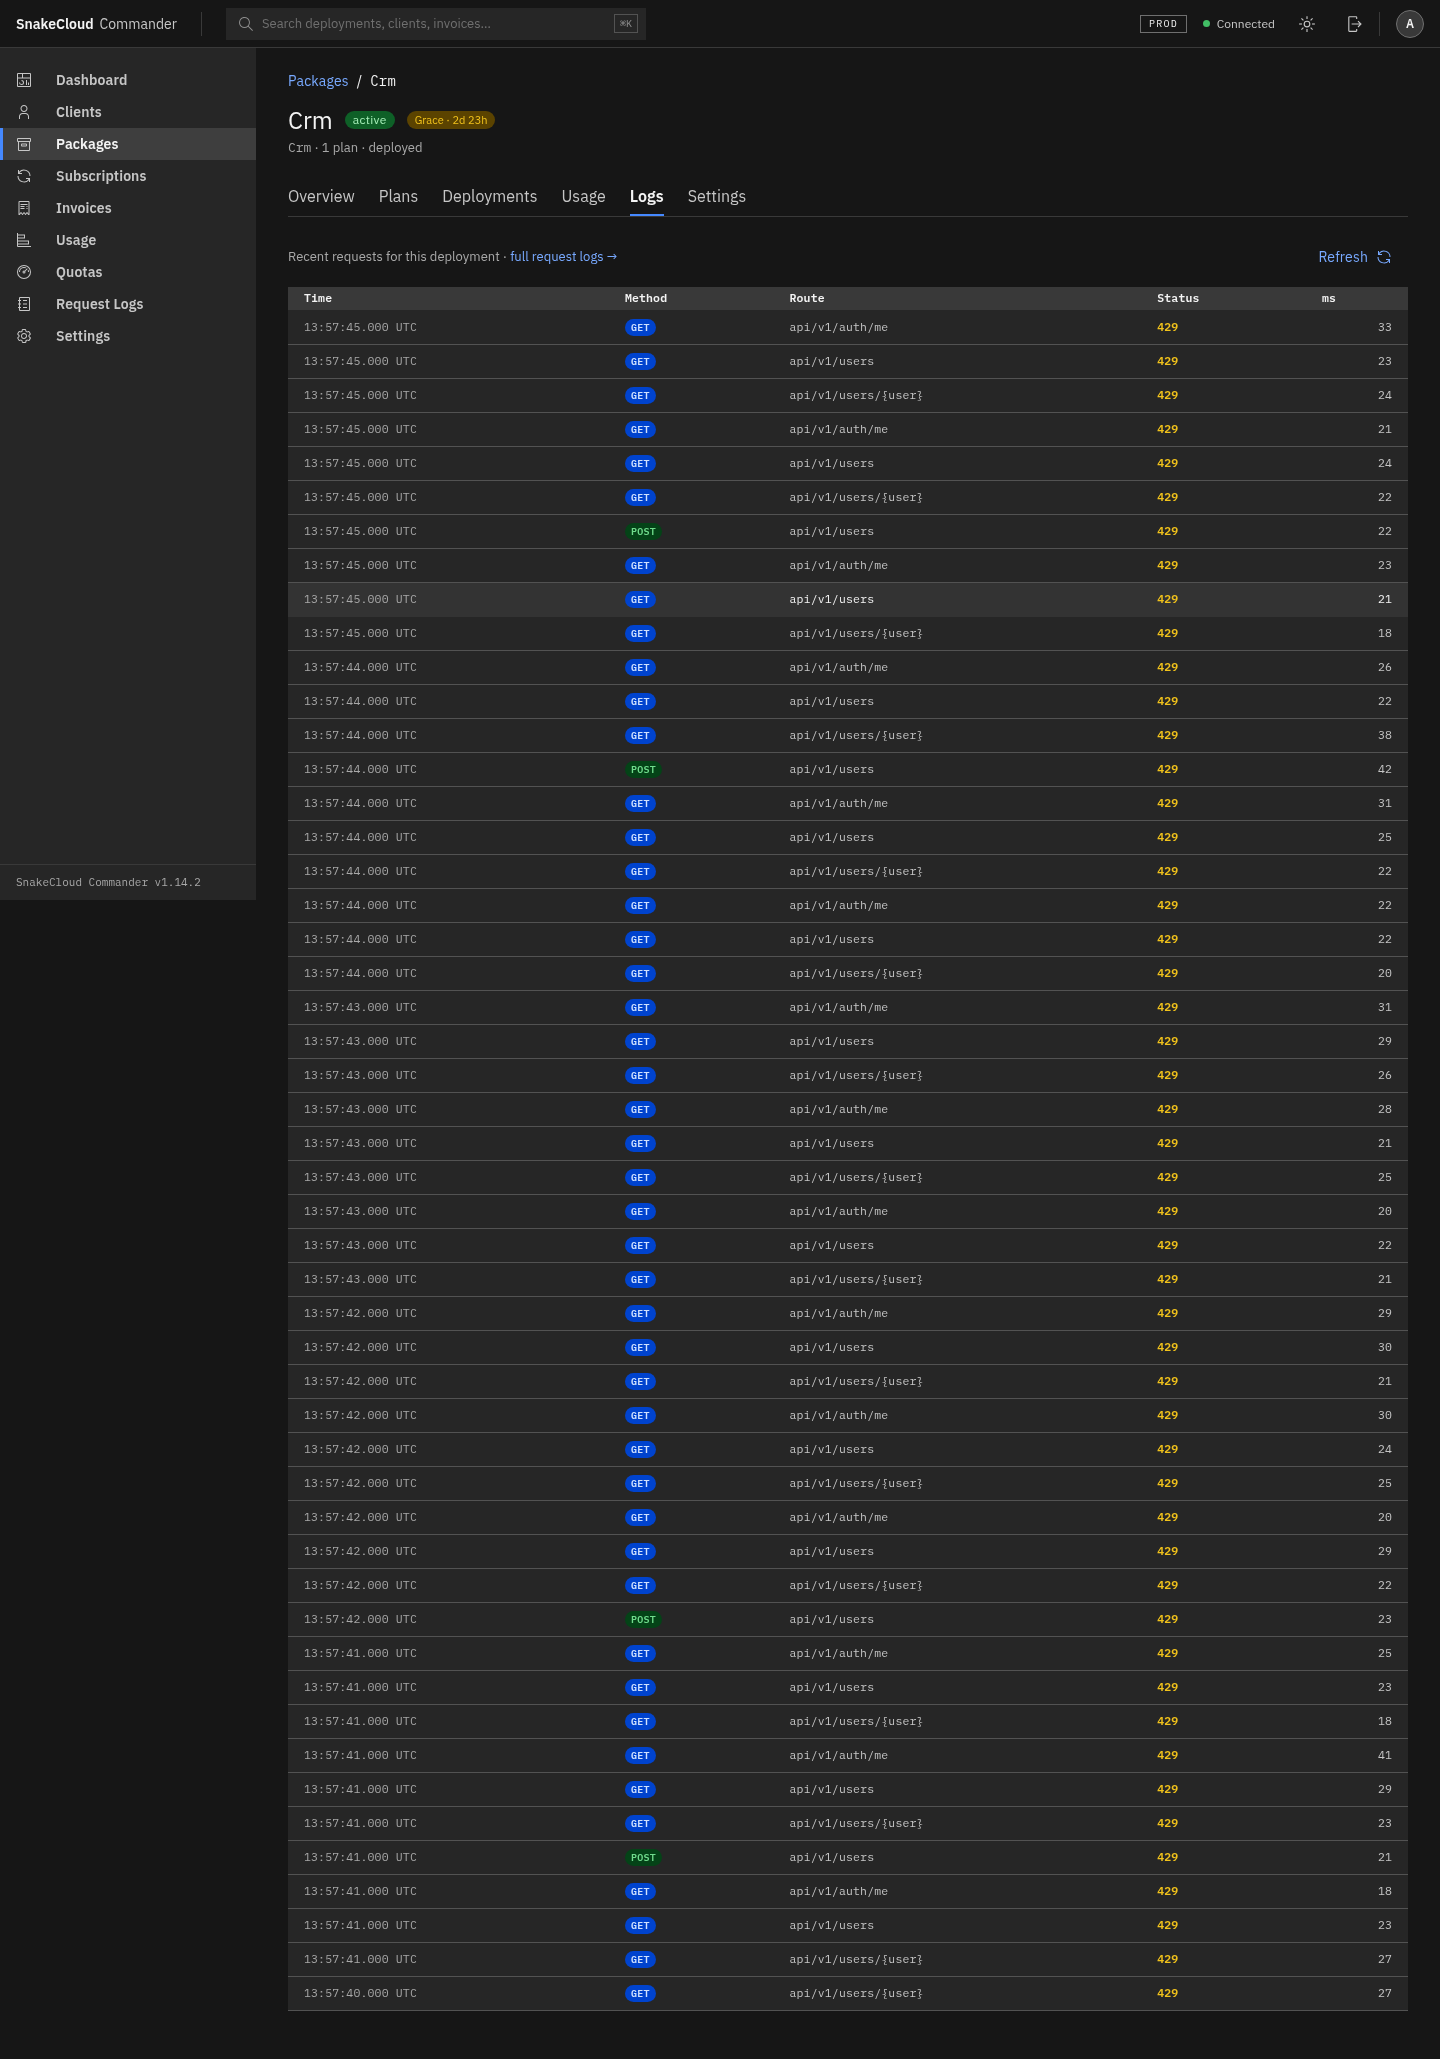 SnakeCloud Commander
Search deployments, clients, invoices...
⌘K
PROD
Connected
A
Dashboard
Clients
Packages
Subscriptions
Invoices
Usage
Quotas
Request Logs
Settings
SnakeCloud Commander v1.14.2
Packages / Crm
Crm active Grace · 2d 23h
Crm · 1 plan · deployed
Overview Plans Deployments Usage Logs Settings
Recent requests for this deployment · full request logs →
Refresh
Time Method Route Status ms
13:57:45.000 UTC GET api/v1/auth/me 429 33
13:57:45.000 UTC GET api/v1/users 429 23
13:57:45.000 UTC GET api/v1/users/{user} 429 24
13:57:45.000 UTC GET api/v1/auth/me 429 21
13:57:45.000 UTC GET api/v1/users 429 24
13:57:45.000 UTC GET api/v1/users/{user} 429 22
13:57:45.000 UTC POST api/v1/users 429 22
13:57:45.000 UTC GET api/v1/auth/me 429 23
13:57:45.000 UTC GET api/v1/users 429 21
13:57:45.000 UTC GET api/v1/users/{user} 429 18
13:57:44.000 UTC GET api/v1/auth/me 429 26
13:57:44.000 UTC GET api/v1/users 429 22
13:57:44.000 UTC GET api/v1/users/{user} 429 38
13:57:44.000 UTC POST api/v1/users 429 42
13:57:44.000 UTC GET api/v1/auth/me 429 31
13:57:44.000 UTC GET api/v1/users 429 25
13:57:44.000 UTC GET api/v1/users/{user} 429 22
13:57:44.000 UTC GET api/v1/auth/me 429 22
13:57:44.000 UTC GET api/v1/users 429 22
13:57:44.000 UTC GET api/v1/users/{user} 429 20
13:57:43.000 UTC GET api/v1/auth/me 429 31
13:57:43.000 UTC GET api/v1/users 429 29
13:57:43.000 UTC GET api/v1/users/{user} 429 26
13:57:43.000 UTC GET api/v1/auth/me 429 28
13:57:43.000 UTC GET api/v1/users 429 21
13:57:43.000 UTC GET api/v1/users/{user} 429 25
13:57:43.000 UTC GET api/v1/auth/me 429 20
13:57:43.000 UTC GET api/v1/users 429 22
13:57:43.000 UTC GET api/v1/users/{user} 429 21
13:57:42.000 UTC GET api/v1/auth/me 429 29
13:57:42.000 UTC GET api/v1/users 429 30
13:57:42.000 UTC GET api/v1/users/{user} 429 21
13:57:42.000 UTC GET api/v1/auth/me 429 30
13:57:42.000 UTC GET api/v1/users 429 24
13:57:42.000 UTC GET api/v1/users/{user} 429 25
13:57:42.000 UTC GET api/v1/auth/me 429 20
13:57:42.000 UTC GET api/v1/users 429 29
13:57:42.000 UTC GET api/v1/users/{user} 429 22
13:57:42.000 UTC POST api/v1/users 429 23
13:57:41.000 UTC GET api/v1/auth/me 429 25
13:57:41.000 UTC GET api/v1/users 429 23
13:57:41.000 UTC GET api/v1/users/{user} 429 18
13:57:41.000 UTC GET api/v1/auth/me 429 41
13:57:41.000 UTC GET api/v1/users 429 29
13:57:41.000 UTC GET api/v1/users/{user} 429 23
13:57:41.000 UTC POST api/v1/users 429 21
13:57:41.000 UTC GET api/v1/auth/me 429 18
13:57:41.000 UTC GET api/v1/users 429 23
13:57:41.000 UTC GET api/v1/users/{user} 429 27
13:57:40.000 UTC GET api/v1/users/{user} 429 27